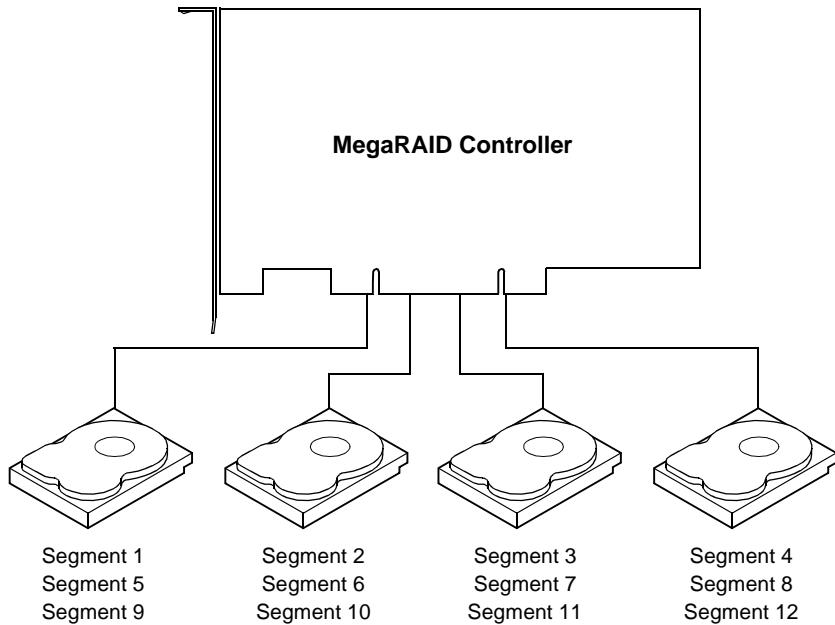 MegaRAID Controller
Segment 1
Segment 5
Segment 9
Segment 2
Segment 6
Segment 10
Segment 3
Segment 7
Segment 11
Segment 4
Segment 8
Segment 12